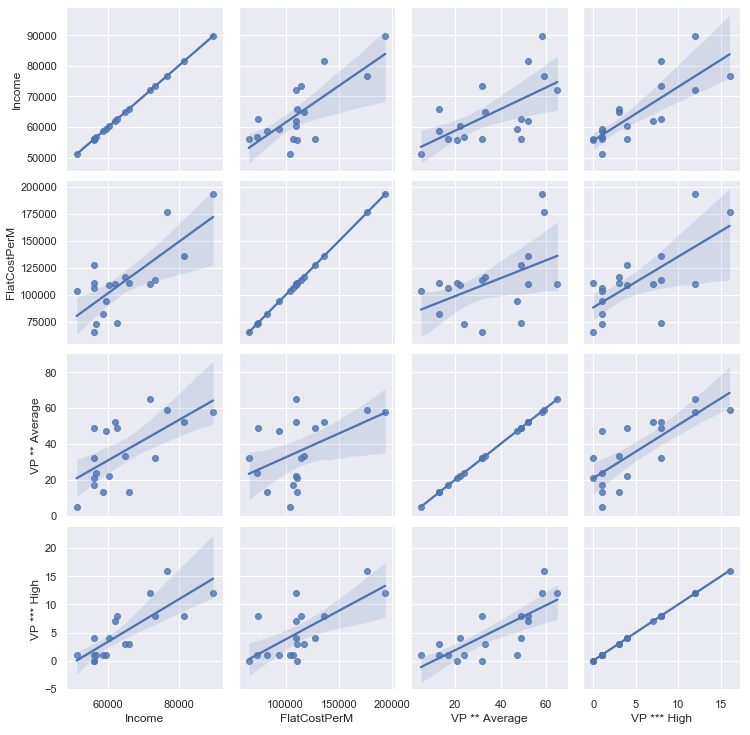 90000
80000
70000
60000
50000
Income
200000
175000
150000
125000
100000
75000
FlatCostPerM
80
60
40
20
0
VP ** Average
20
15
10
5
0
−5
VP *** High
60000 80000
Income
100000 150000 200000
FlatCostPerM
20 40 60
VP ** Average
0 5 10 15
VP *** High